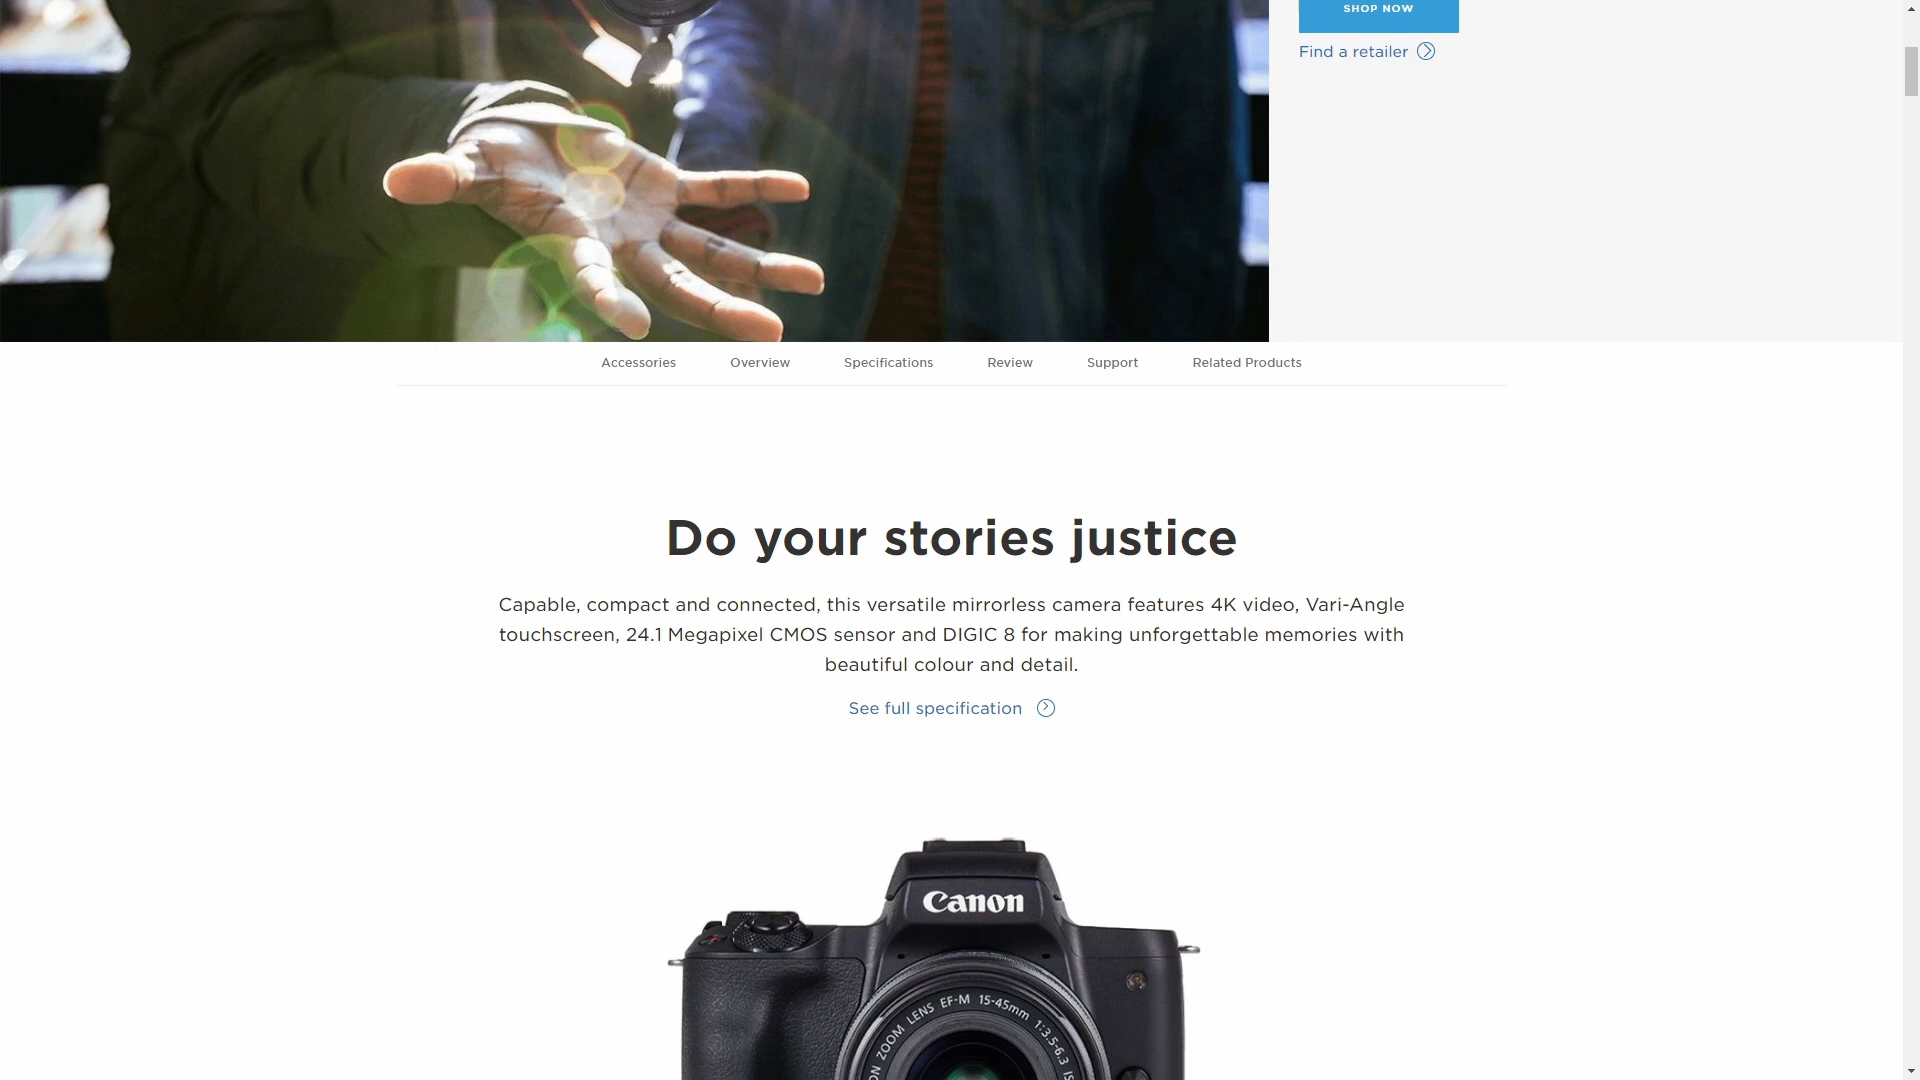 SHOP NOW
Find a retailer
Accessories Overview Specifications Review Support Related Products
Do your stories justice
Capable, compact and connected, this versatile mirrorless camera features 4K video, Vari-Angle
touchscreen, 24.1 Megapixel CMOS sensor and DIGIC 8 for making unforgettable memories with
beautiful colour and detail.
See full specification
Canon
ZOOM LENS EF-M 15-45mm 1:3.5-6.3 IS